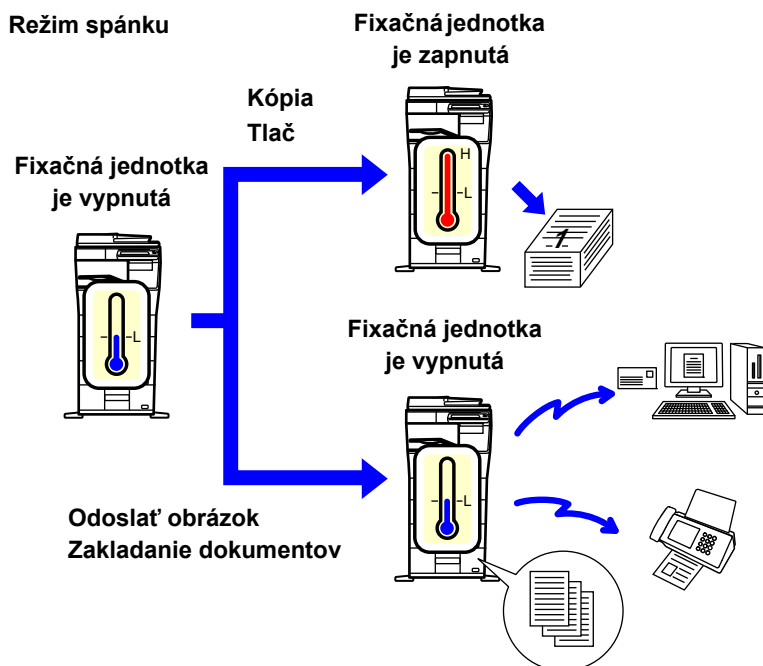 Režim spánku
Fixačná jednotka
je zapnutá
Kópia
Tlač
Fixačná jednotka
je vypnutá
H
L
1
L
Fixačná jednotka
je vypnutá
L
Odoslať obrázok
Zakladanie dokumentov